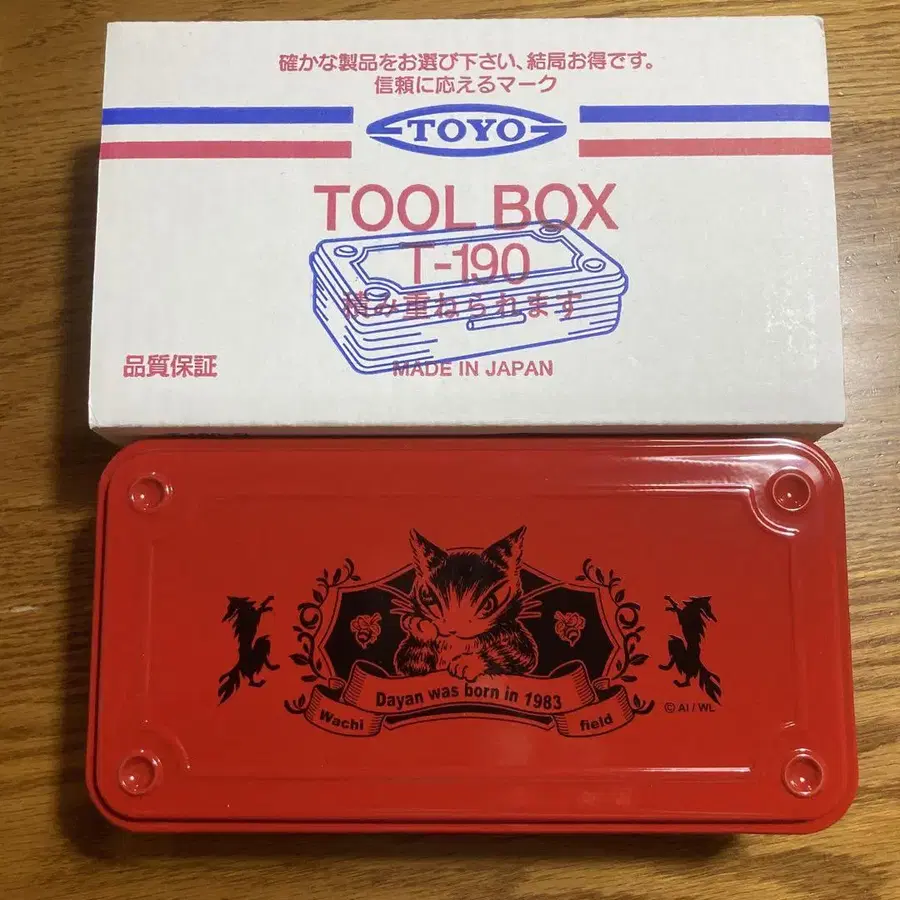 確かな製品をお選び下さい、結局お得です。
信頼に応えるマーク
TOYO
TOOL BOX
T-190
積み重ねられます
品質保証
MADE IN JAPAN
Dayan was born in 1983
Wachi field
© AI / WL